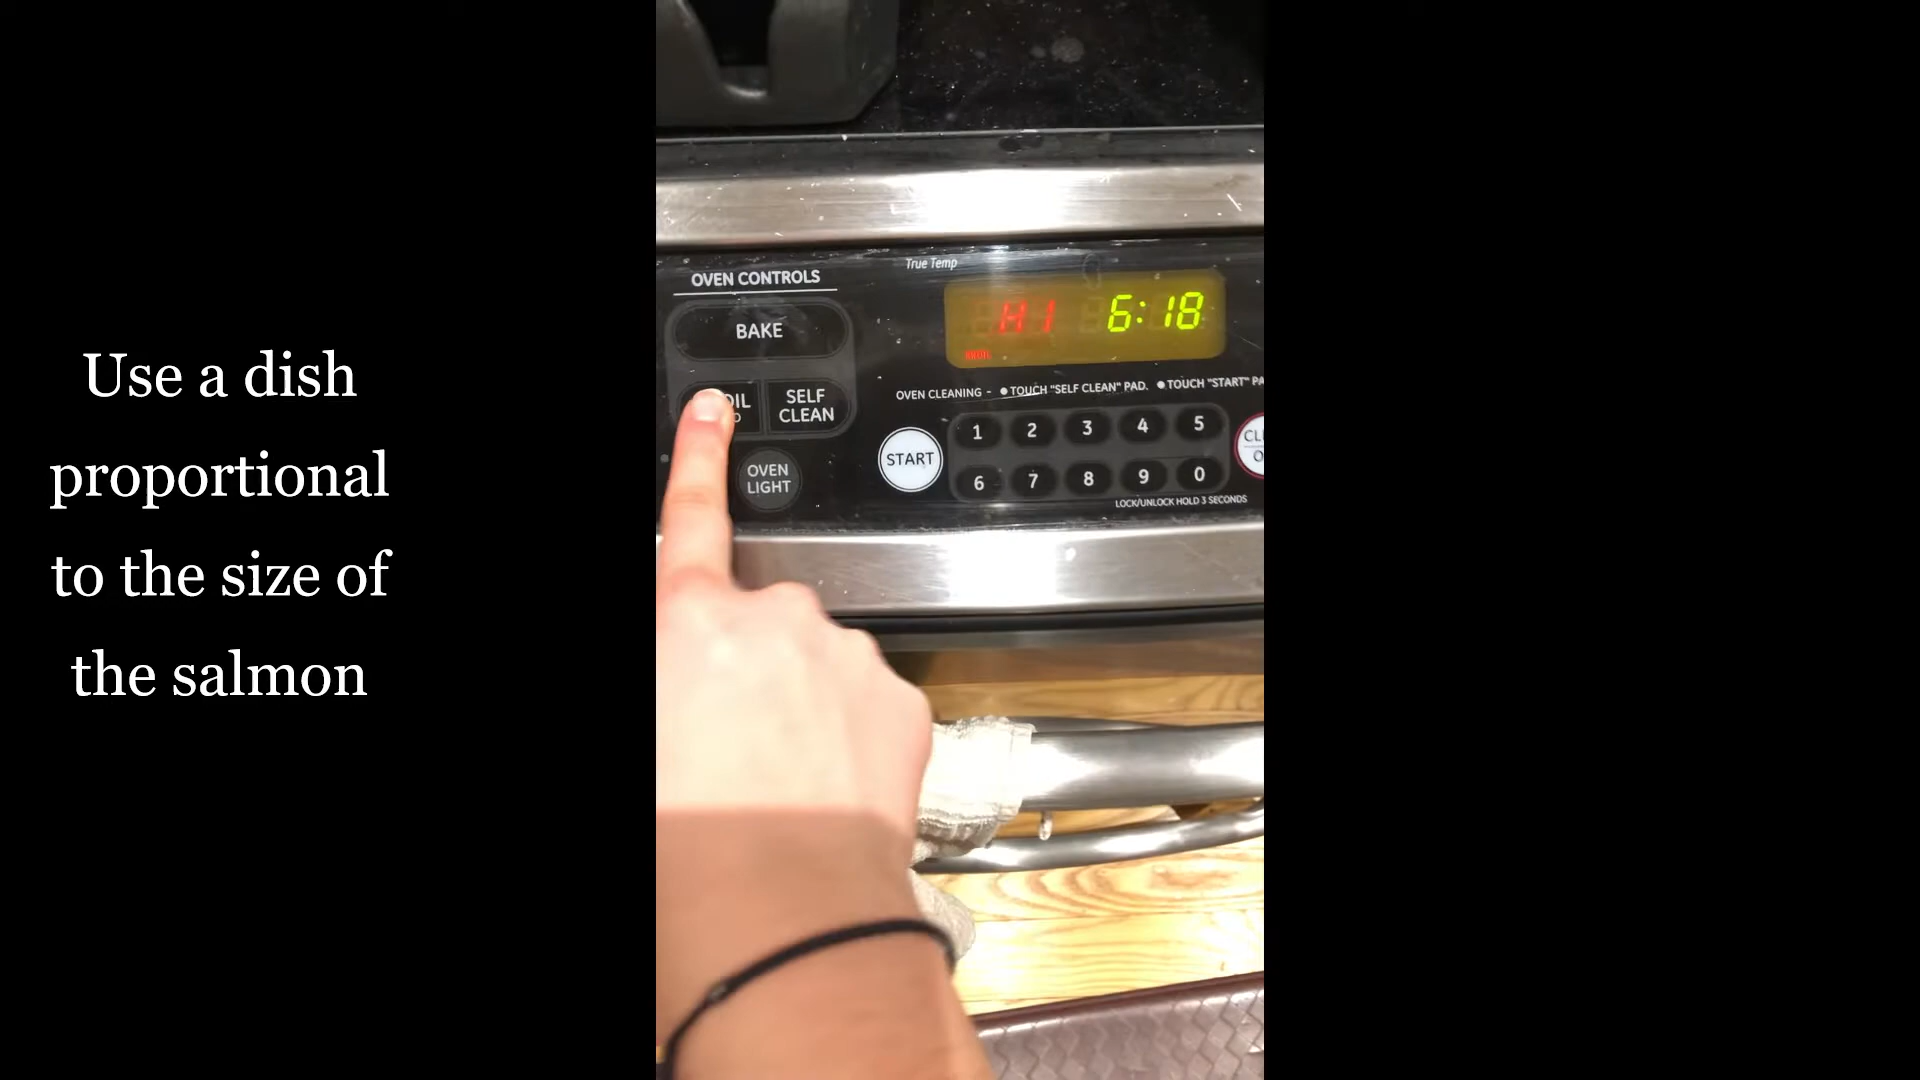 Use a dish
proportional
to the size of
the salmon
True Temp
OVEN CONTROLS
BAKE
HI 6:18
SELF
CLEAN
OVEN CLEANING - ● TOUCH "SELF CLEAN" PAD. ● TOUCH "START"
START
1 2 3 4 5
6 7 8 9 0
OVEN
LIGHT
LOCK/UNLOCK HOLD 3 SECONDS